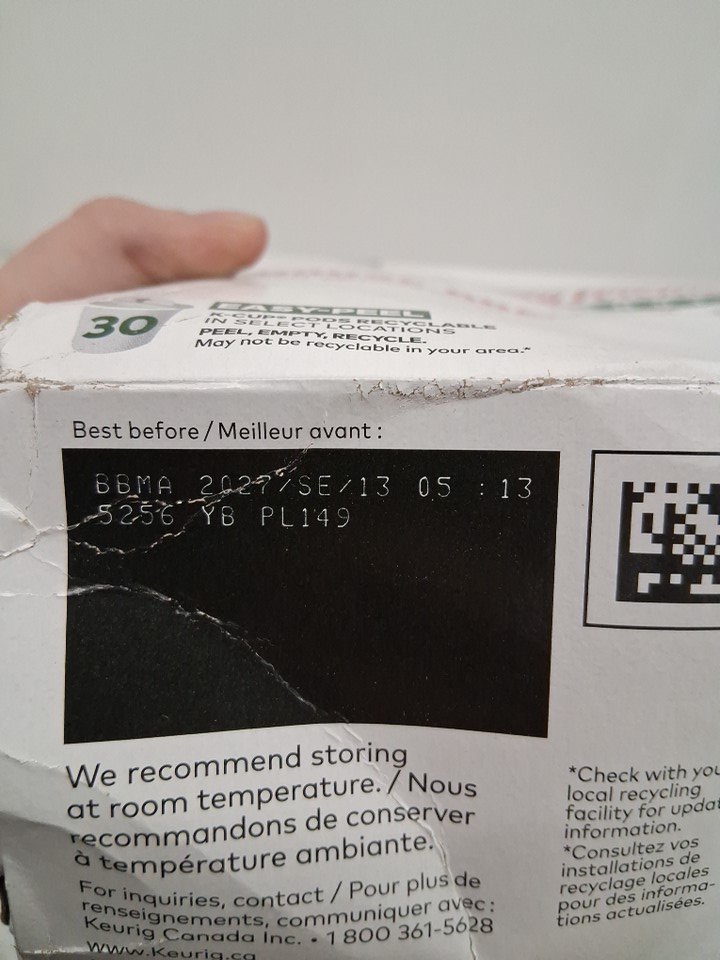 30
EASY-PEEL
K-CUP® PODS RECYCLABLE
IN SELECT LOCATIONS
PEEL, EMPTY, RECYCLE.
May not be recyclable in your area.*
Best before / Meilleur avant :
BBMA 2027/SE/13 05 :13
5256 YB PL149
We recommend storing
at room temperature. / Nous
recommandons de conserver
à température ambiante.
For inquiries, contact / Pour plus de
renseignements, communiquer avec :
Keurig Canada Inc. • 1 800 361-5628
www.Keurig.ca
*Check with
local recycling
facility for
information.
*Consultez vos
installations de
recyclage locales
pour des informa-
tions actualisées.